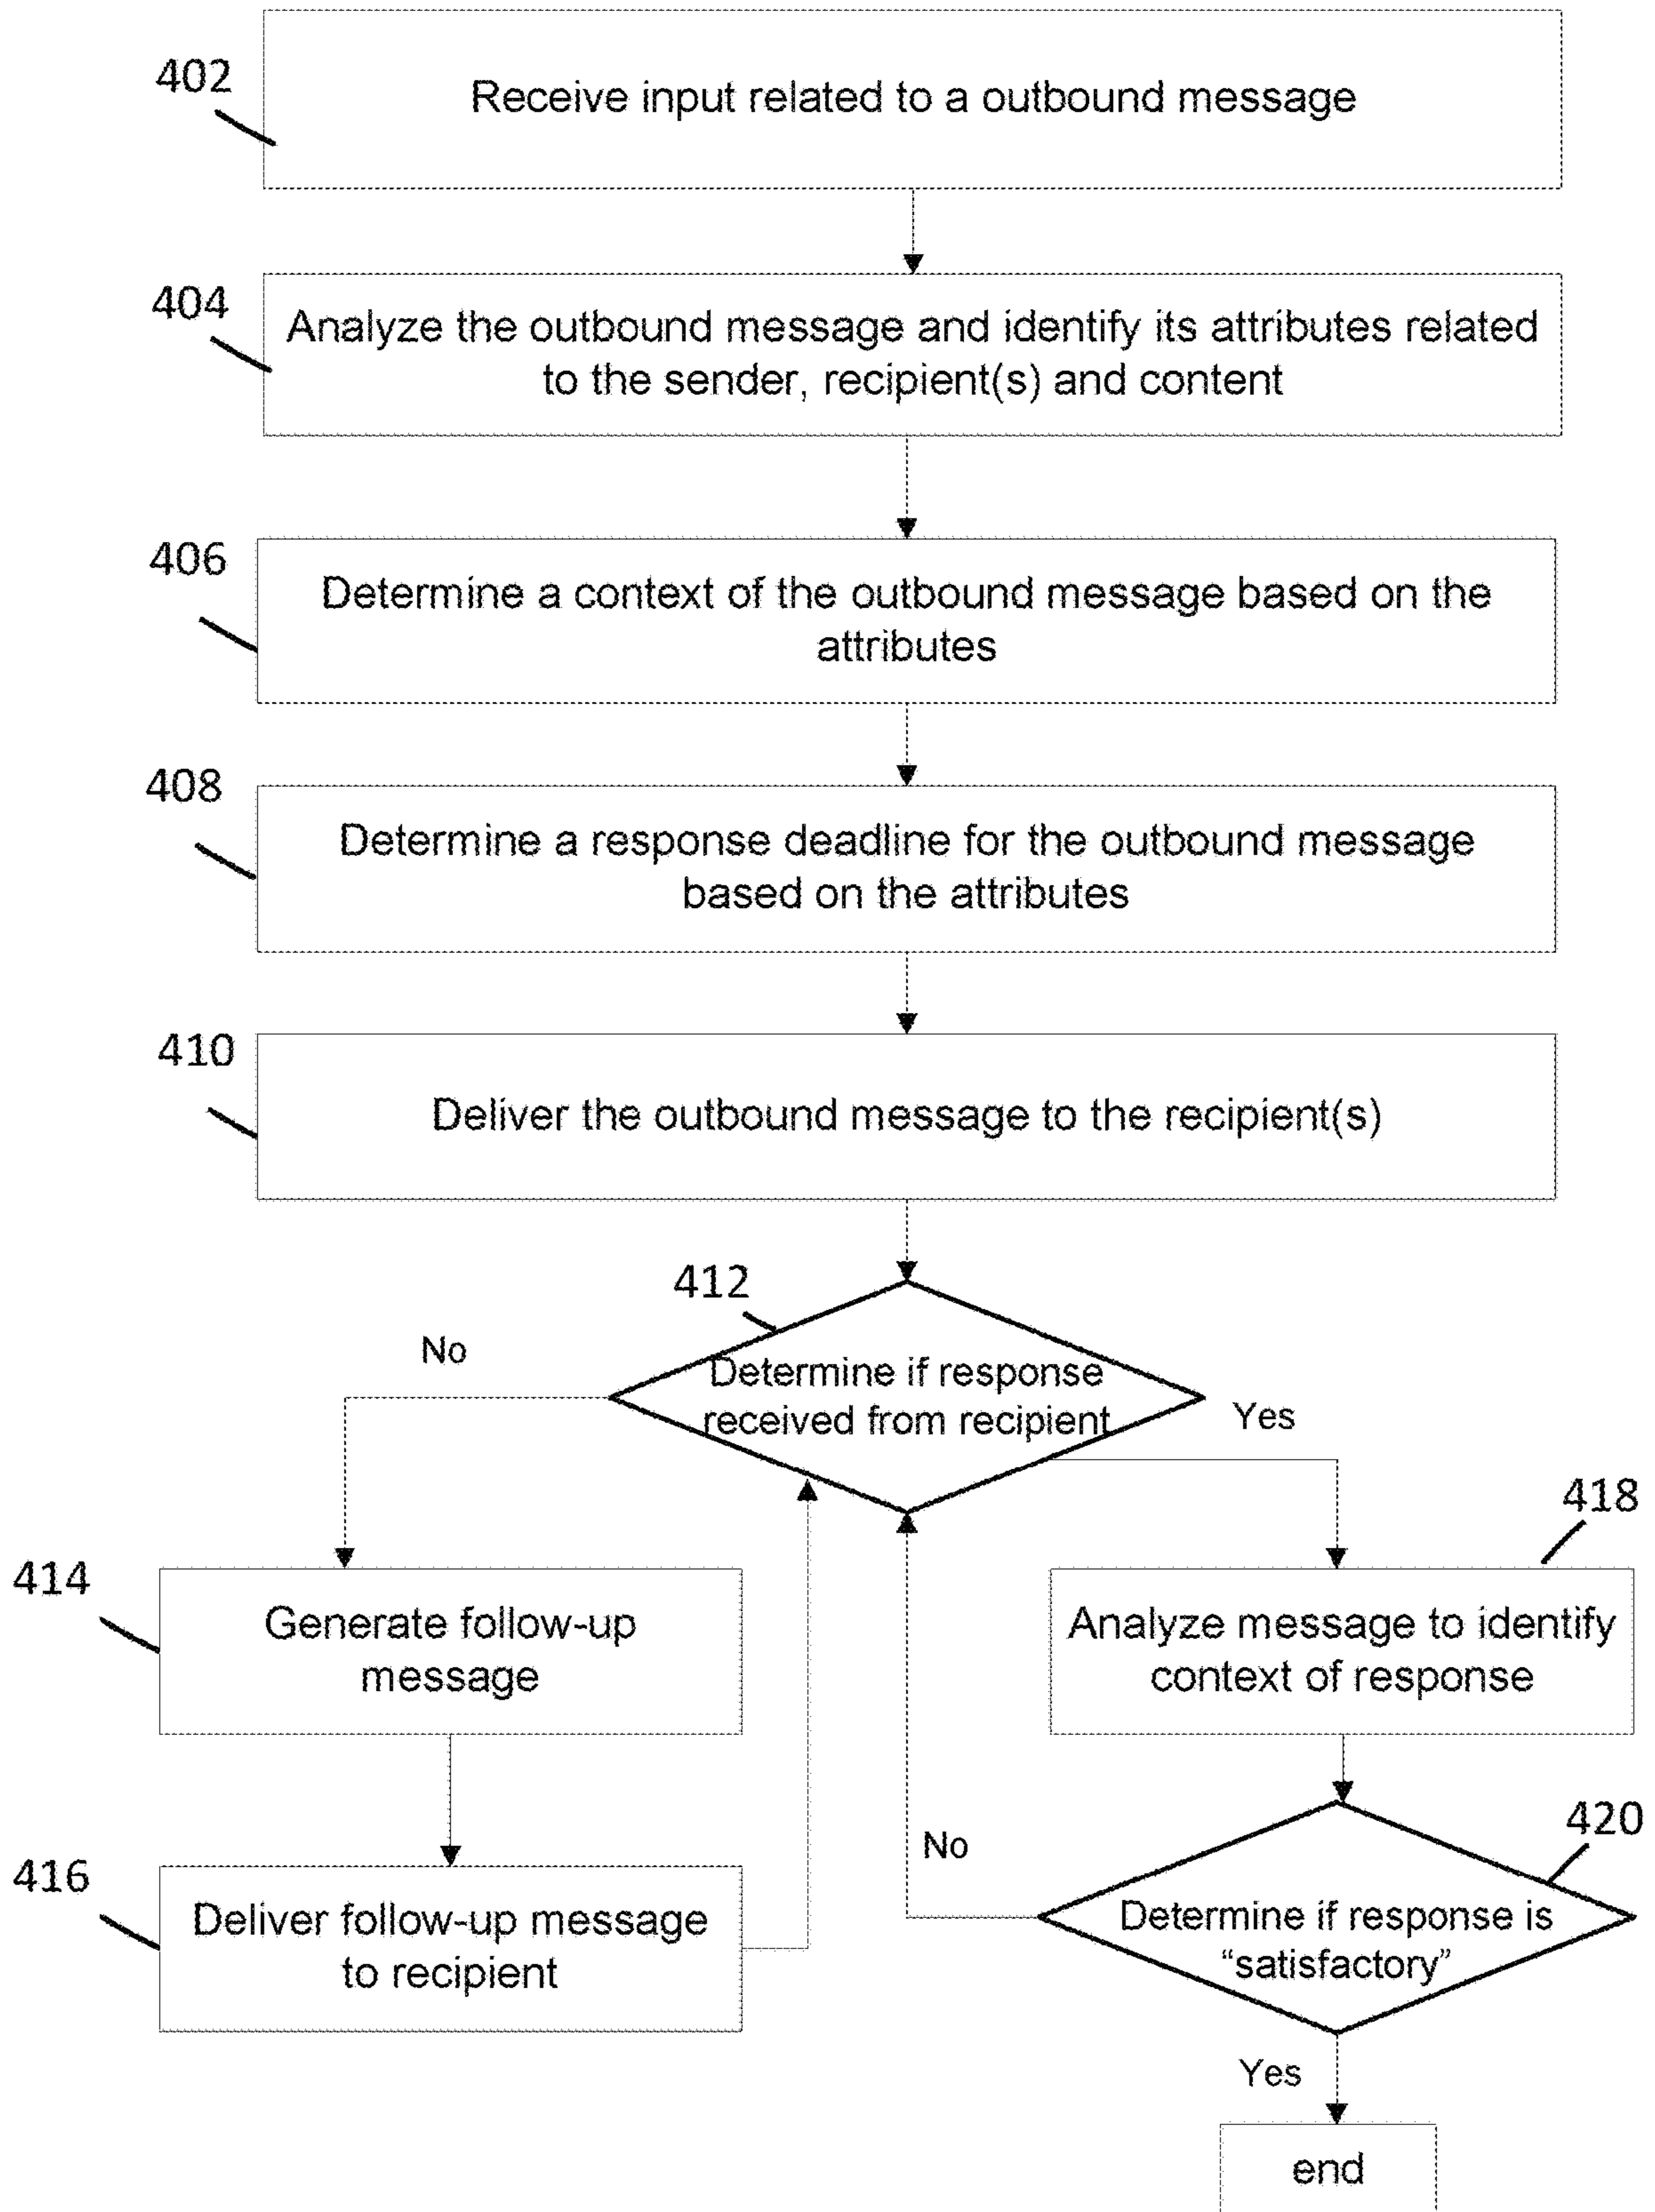 402
Receive input related to a outbound message
404
Analyze the outbound message and identify its attributes related
to the sender, recipient(s) and content
406
Determine a context of the outbound message based on the
attributes
408
Determine a response deadline for the outbound message
based on the attributes
410
Deliver the outbound message to the recipient(s)
412
No
Determine if response
received from recipient
Yes
418
414
Generate follow-up
message
Analyze message to identify
context of response
420
No
416
Deliver follow-up message
to recipient
Determine if response is
“satisfactory”
Yes
end